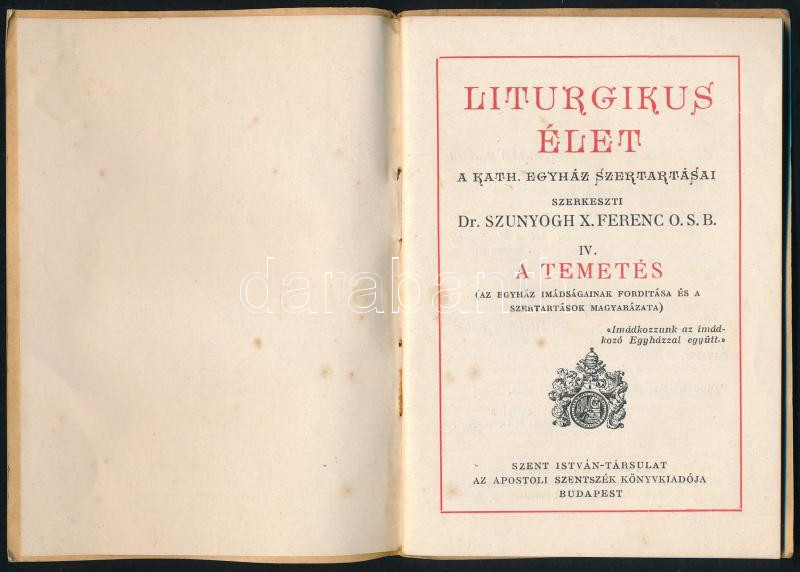 LITURGIKUS
ÉLET
A KATH. EGYHÁZ SZERTARTÁSAI
SZERKESZTI
Dr. SZUNYOGH X. FERENC O. S. B.
IV.
A TEMETÉS
(AZ EGYHÁZ IMÁDSÁGAINAK FORDITÁSA ÉS A
SZERTARTÁSOK MAGYARÁZATA)
«Imádkozzunk az imád-
kozó Egyházzal együtt.»
SZENT ISTVÁN-TÁRSULAT
AZ APOSTOLI SZENTSZÉK KÖNYVKIADÓJA
BUDAPEST